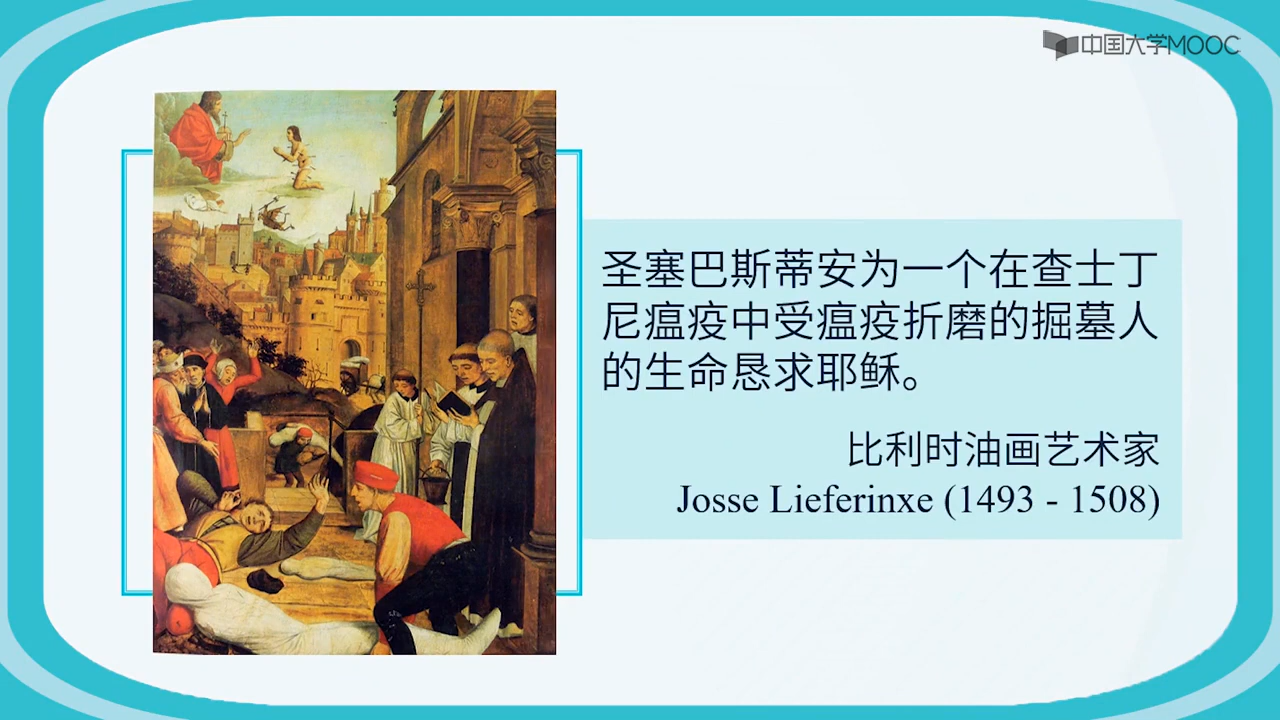 中国大学MOOC
圣塞巴斯蒂安为一个在查士丁
尼瘟疫中受瘟疫折磨的掘墓人
的生命恳求耶稣。
比利时油画艺术家
Josse Lieferinxe (1493 - 1508)